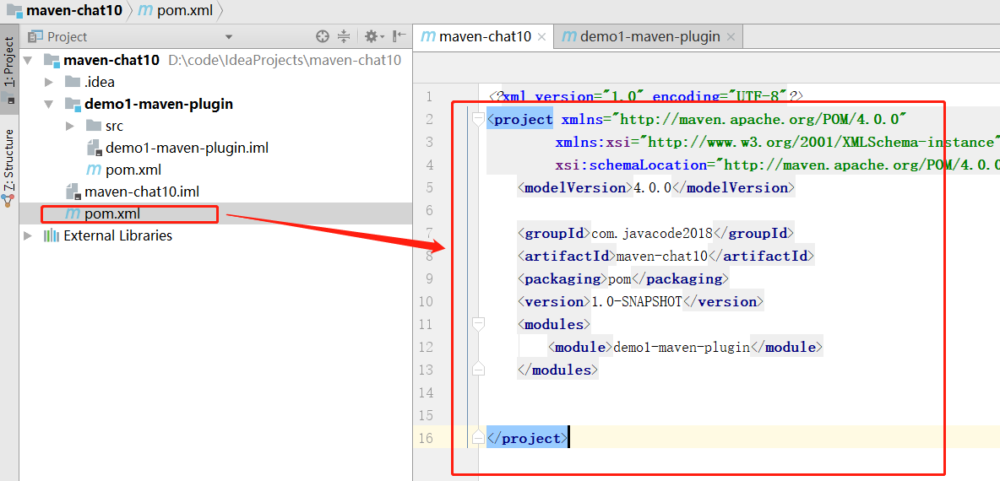 maven-chat10 pom.xml
Project
maven-chat10 demo1-maven-plugin
1: Project
Z: Structure
maven-chat10 D:\code\IdeaProjects\maven-chat10
.idea
demo1-maven-plugin
src
demo1-maven-plugin.iml
pom.xml
maven-chat10.iml
pom.xml
External Libraries
1 <?xml version="1.0" encoding="UTF-8"?>
2 <project xmlns="http://maven.apache.org/POM/4.0.0"
3 xmlns:xsi="http://www.w3.org/2001/XMLSchema-instance"
4 xsi:schemaLocation="http://maven.apache.org/POM/4.0.0
5 <modelVersion>4.0.0</modelVersion>
6
7 <groupId>com.javacode2018</groupId>
8 <artifactId>maven-chat10</artifactId>
9 <packaging>pom</packaging>
10 <version>1.0-SNAPSHOT</version>
11 <modules>
12 <module>demo1-maven-plugin</module>
13 </modules>
14
15
16 </project>